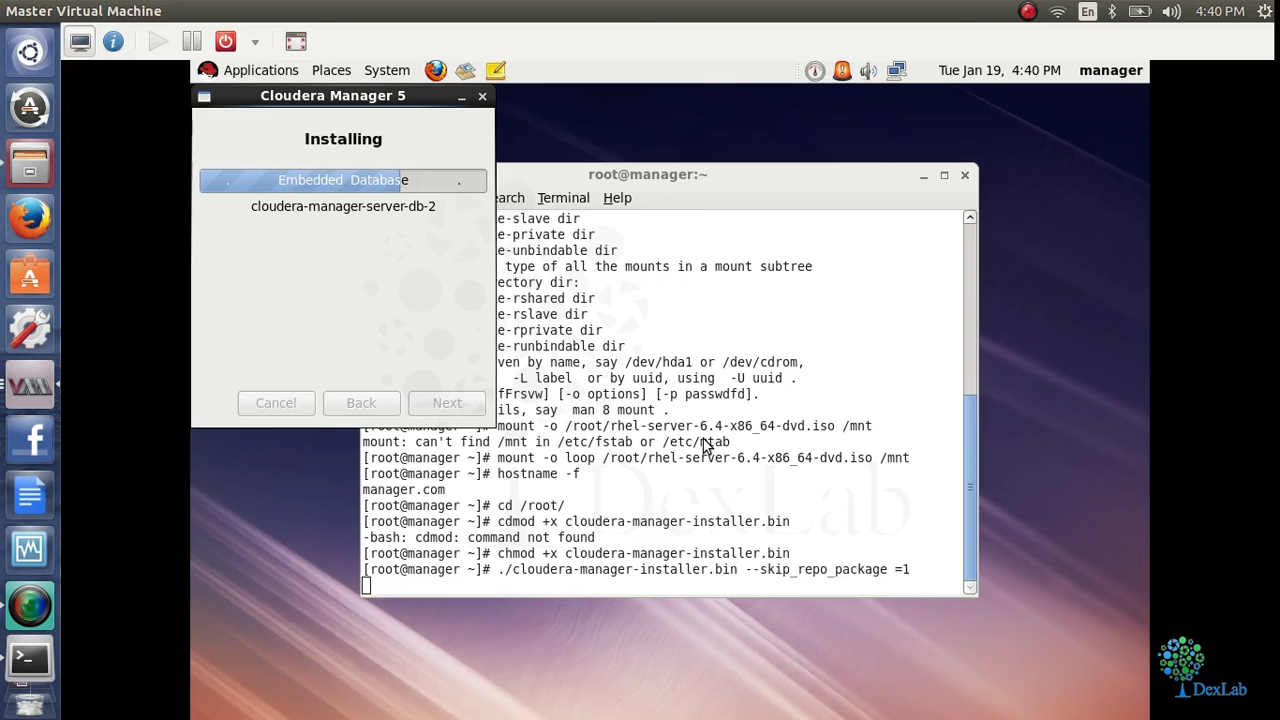 Master Virtual Machine
En
4:40 PM
Applications Places System
Tue Jan 19, 4:40 PM manager
Cloudera Manager 5
Installing
Embedded Database
cloudera-manager-server-db-2
Cancel Back Next
root@manager:~
earch Terminal Help
e-slave dir
e-private dir
e-unbindable dir
type of all the mounts in a mount subtree
ectory dir:
e-rshared dir
e-rslave dir
e-rprivate dir
e-runbindable dir
ven by name, say /dev/hda1 or /dev/cdrom,
-L label or by uuid, using -U uuid .
fFrsvw] [-o options] [-p passwdfd].
ils, say man 8 mount .
[root@manager ~]# mount -o /root/rhel-server-6.4-x86_64-dvd.iso /mnt
mount: can't find /mnt in /etc/fstab or /etc/mtab
[root@manager ~]# mount -o loop /root/rhel-server-6.4-x86_64-dvd.iso /mnt
[root@manager ~]# hostname -f
manager.com
[root@manager ~]# cd /root/
[root@manager ~]# cdmod +x cloudera-manager-installer.bin
-bash: cdmod: command not found
[root@manager ~]# chmod +x cloudera-manager-installer.bin
[root@manager ~]# ./cloudera-manager-installer.bin --skip_repo_package =1
DexLab
DexLab